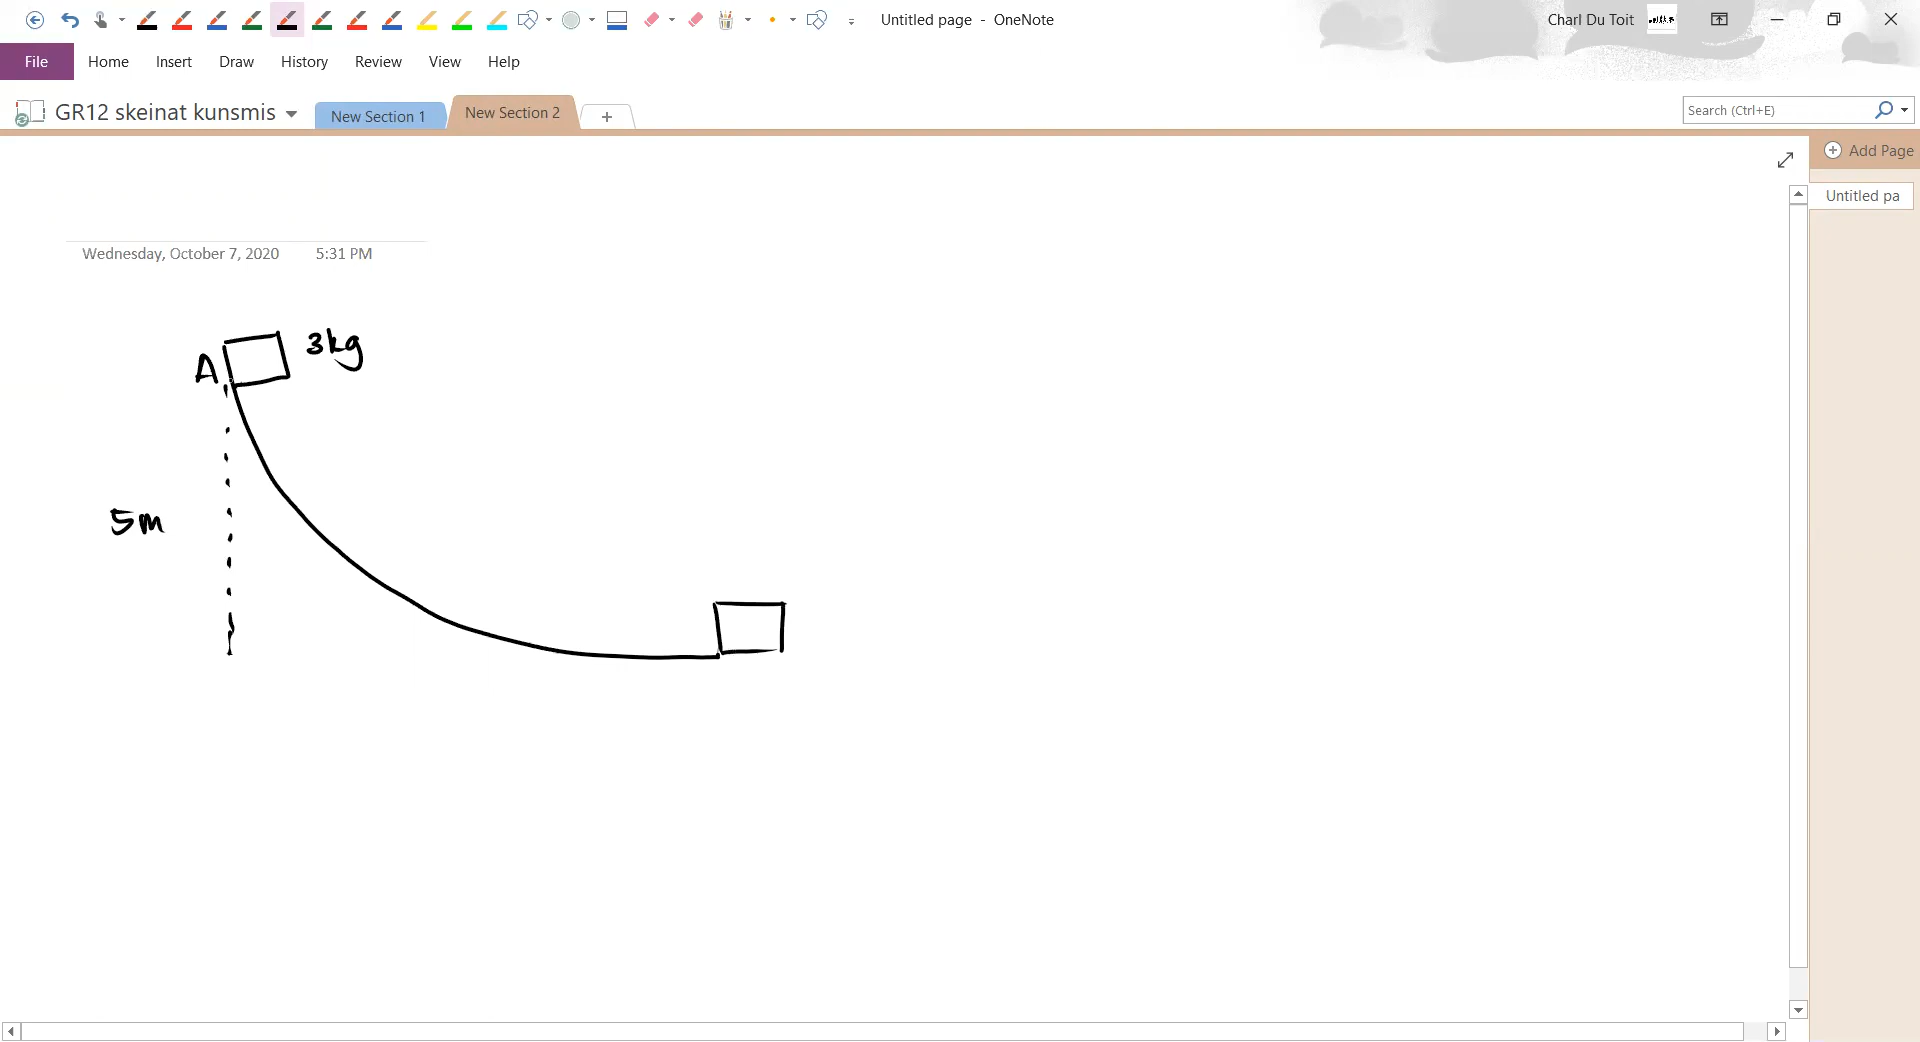 Untitled page - OneNote
Charl Du Toit
File Home Insert Draw History Review View Help
GR12 skeinat kunsmis New Section 1 New Section 2 +
Search (Ctrl+E)
Add Page
Untitled pa
Wednesday, October 7, 2020 5:31 PM
A 3kg
5m